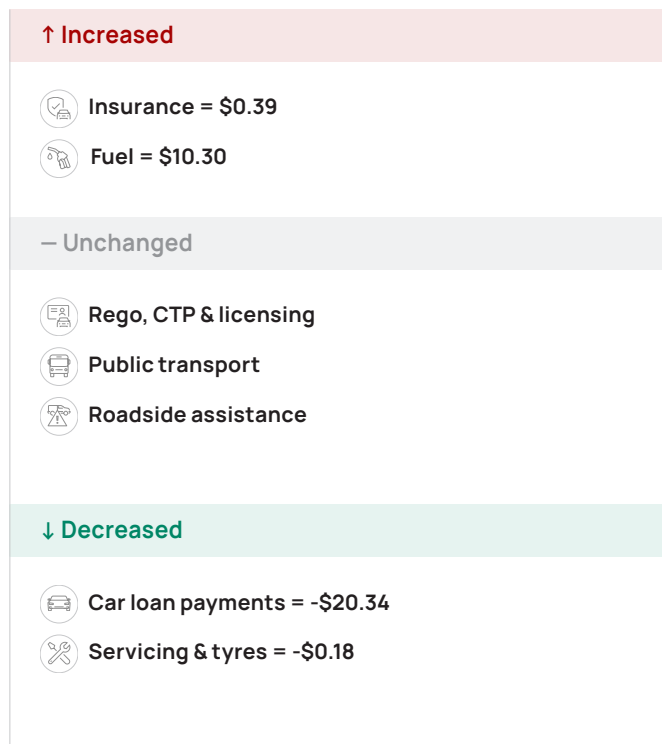 ↑ Increased
Insurance = $0.39
Fuel = $10.30
— Unchanged
Rego, CTP & licensing
Public transport
Roadside assistance
↓ Decreased
Car loan payments = -$20.34
Servicing & tyres = -$0.18